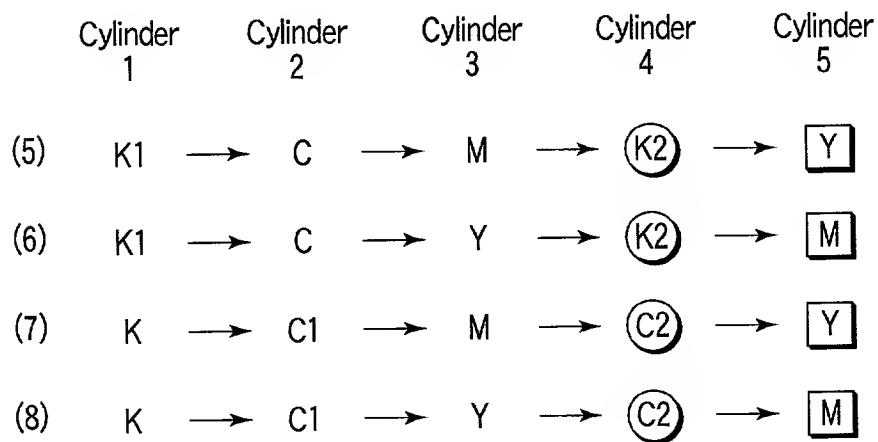 Cylinder 1 Cylinder 2 Cylinder 3 Cylinder 4 Cylinder 5
(5) K1 → C → M → K2 → Y
(6) K1 → C → Y → K2 → M
(7) K → C1 → M → C2 → Y
(8) K → C1 → Y → C2 → M